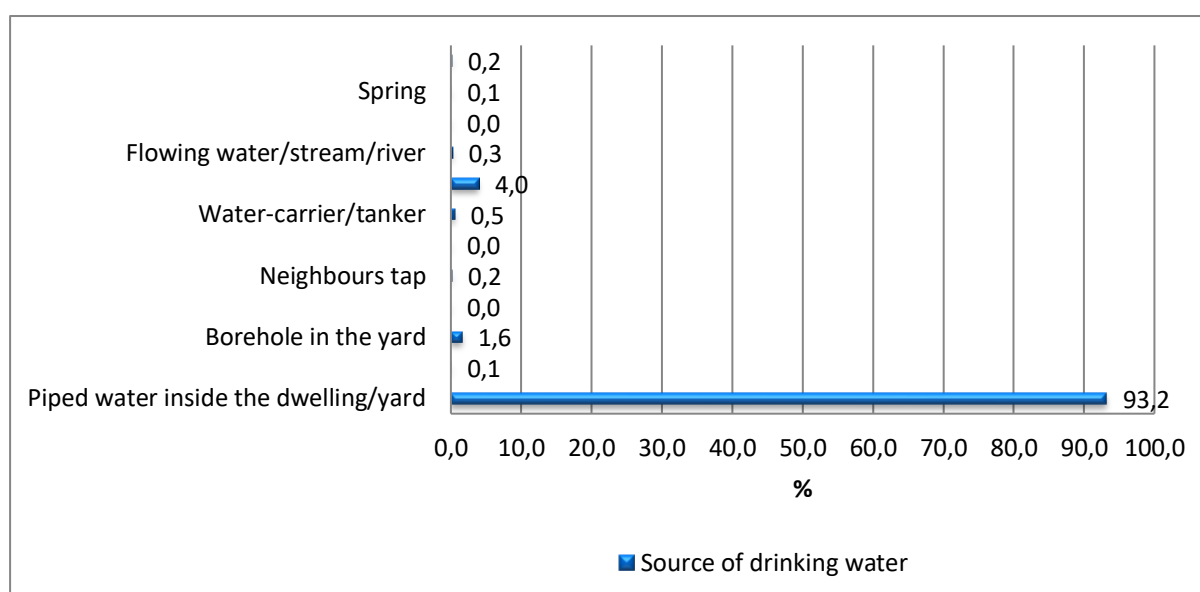 0,2
Spring 0,1
0,0
Flowing water/stream/river 0,3
4,0
Water-carrier/tanker 0,5
0,0
Neighbours tap 0,2
0,0
Borehole in the yard 1,6
0,1
Piped water inside the dwelling/yard 93,2
0,0 10,0 20,0 30,0 40,0 50,0 60,0 70,0 80,0 90,0 100,0
%
Source of drinking water